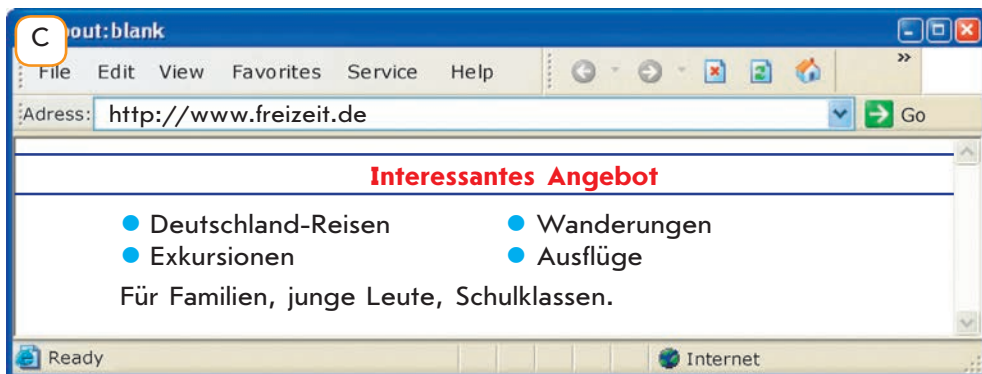 C
out:blank
File Edit View Favorites Service Help »
Adress: http://www.freizeit.de Go
Interessantes Angebot
Deutschland-Reisen Wanderungen
Exkursionen Ausflüge
Für Familien, junge Leute, Schulklassen.
Ready Internet